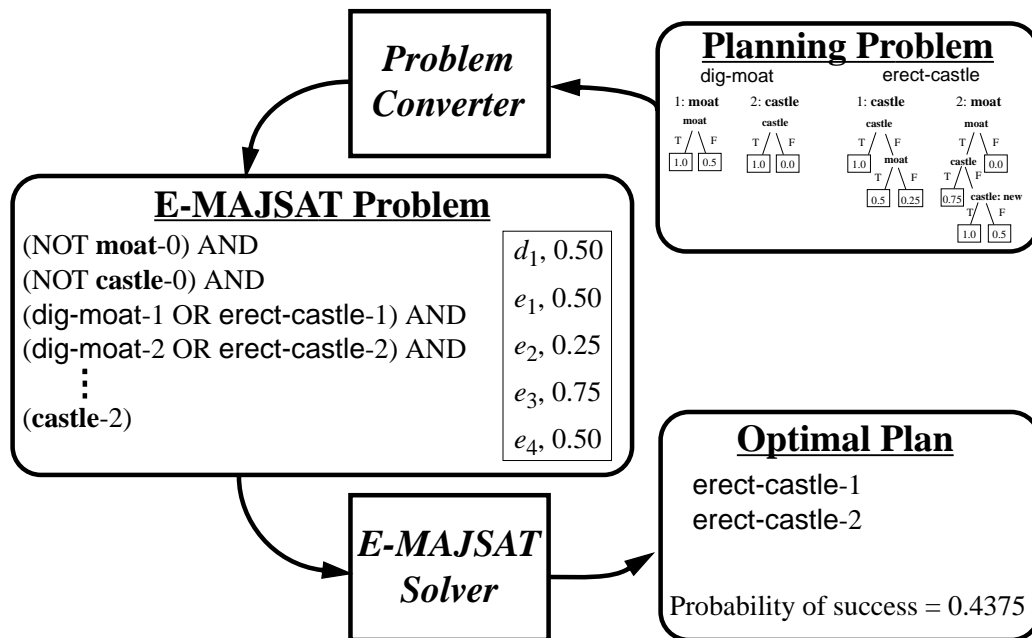 Problem
Converter
Planning Problem
dig-moat erect-castle
1: moat 2: castle 1: castle 2: moat
moat castle castle moat
T F T F T F T F
1.0 0.5 1.0 0.0 1.0 moat castle 0.0
T F T F
0.5 0.25 0.75 castle: new
T F
1.0 0.5
E-MAJSAT Problem
(NOT moat-0) AND
(NOT castle-0) AND
(dig-moat-1 OR erect-castle-1) AND
(dig-moat-2 OR erect-castle-2) AND
⋮
(castle-2)
d1, 0.50
e1, 0.50
e2, 0.25
e3, 0.75
e4, 0.50
E-MAJSAT
Solver
Optimal Plan
erect-castle-1
erect-castle-2
Probability of success = 0.4375